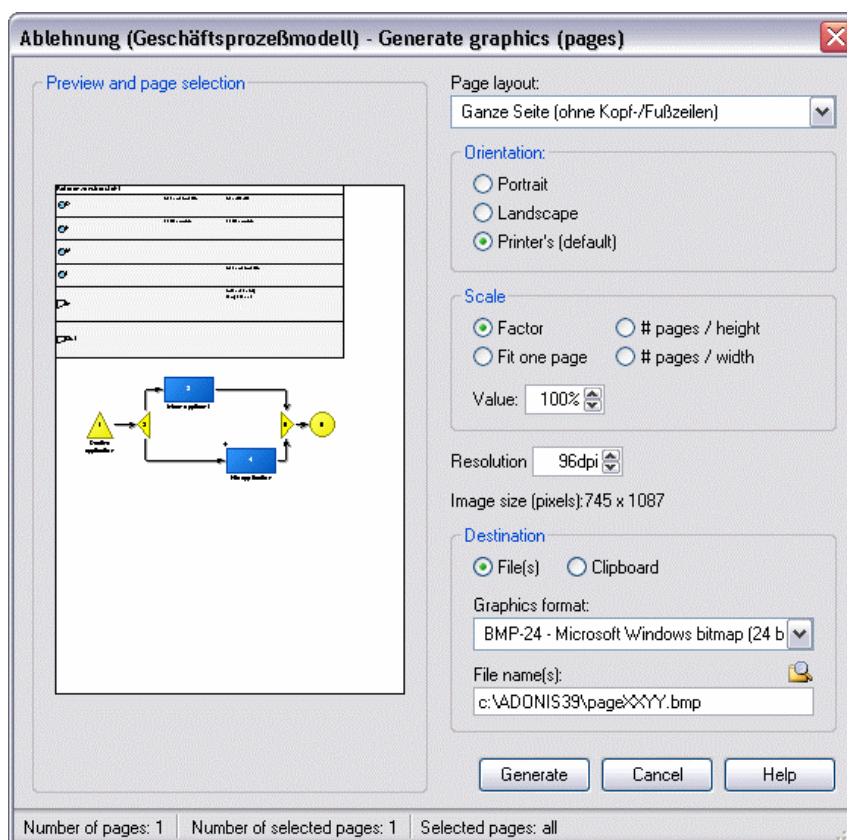 Ablehnung (Geschäftsprozeßmodell) - Generate graphics (pages)
Preview and page selection
Page layout:
Ganze Seite (ohne Kopf-/Fußzeilen)
Orientation:
Portrait
Landscape
Printer's (default)
Scale
Factor
# pages / height
Fit one page
# pages / width
Value: 100%
Resolution 96dpi
Image size (pixels):745 x 1087
Destination
File(s)
Clipboard
Graphics format:
BMP-24 - Microsoft Windows bitmap (24 b
File name(s):
c:\ADONIS39\pageXXYY.bmp
Generate
Cancel
Help
Number of pages: 1
Number of selected pages: 1
Selected pages: all